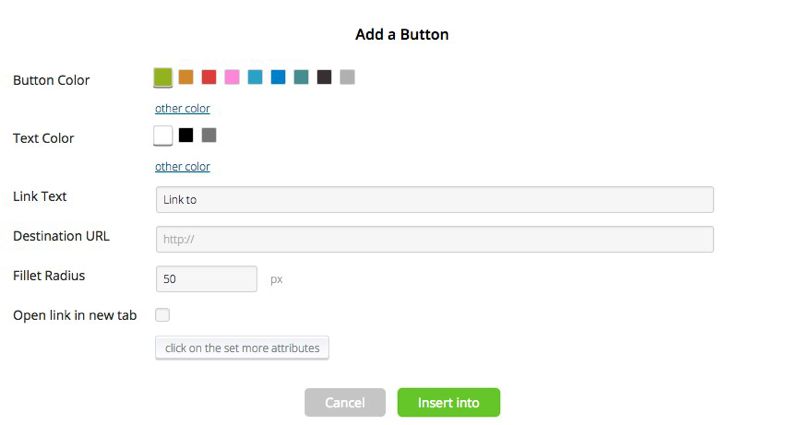 Add a Button
Button Color
other color
Text Color
other color
Link Text Link to
Destination URL http://
Fillet Radius 50 px
Open link in new tab
click on the set more attributes
Cancel Insert into